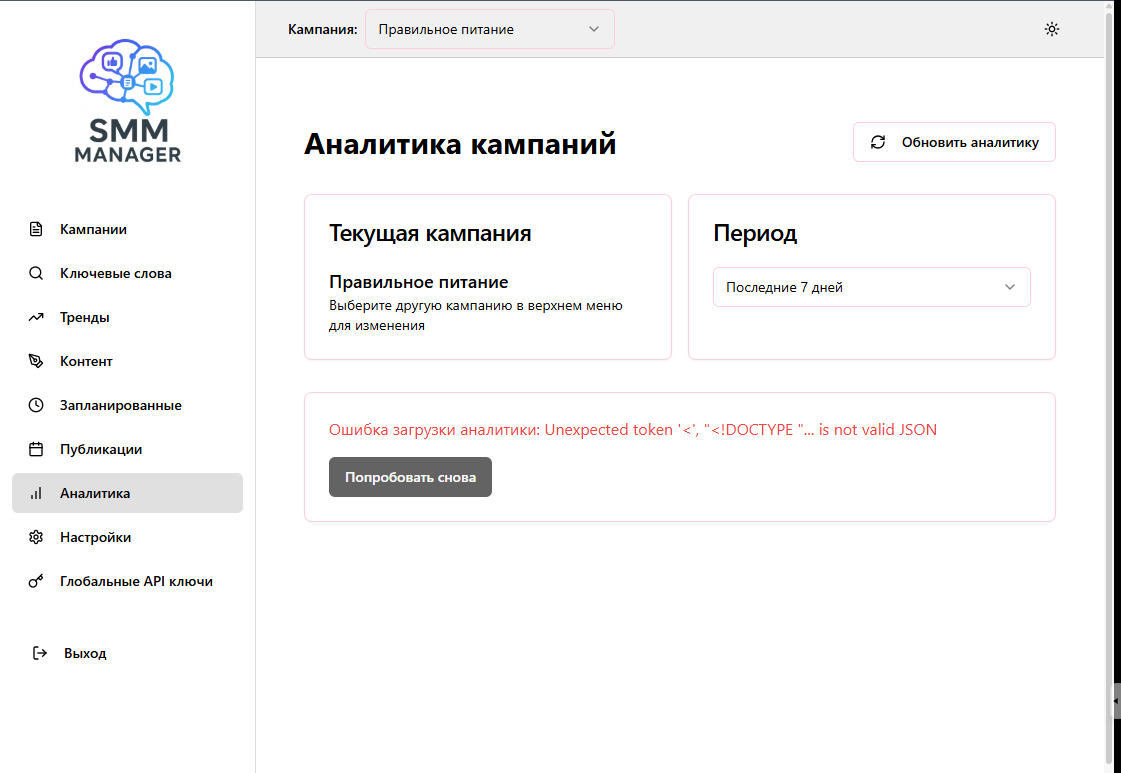 SMM
MANAGER
Кампании
Ключевые слова
Тренды
Контент
Запланированные
Публикации
Аналитика
Настройки
Глобальные API ключи
Выход
Кампания: Правильное питание
Аналитика кампаний
Обновить аналитику
Текущая кампания
Правильное питание
Выберите другую кампанию в верхнем меню
для изменения
Период
Последние 7 дней
Ошибка загрузки аналитики: Unexpected token '<', "<!DOCTYPE "... is not valid JSON
Попробовать снова